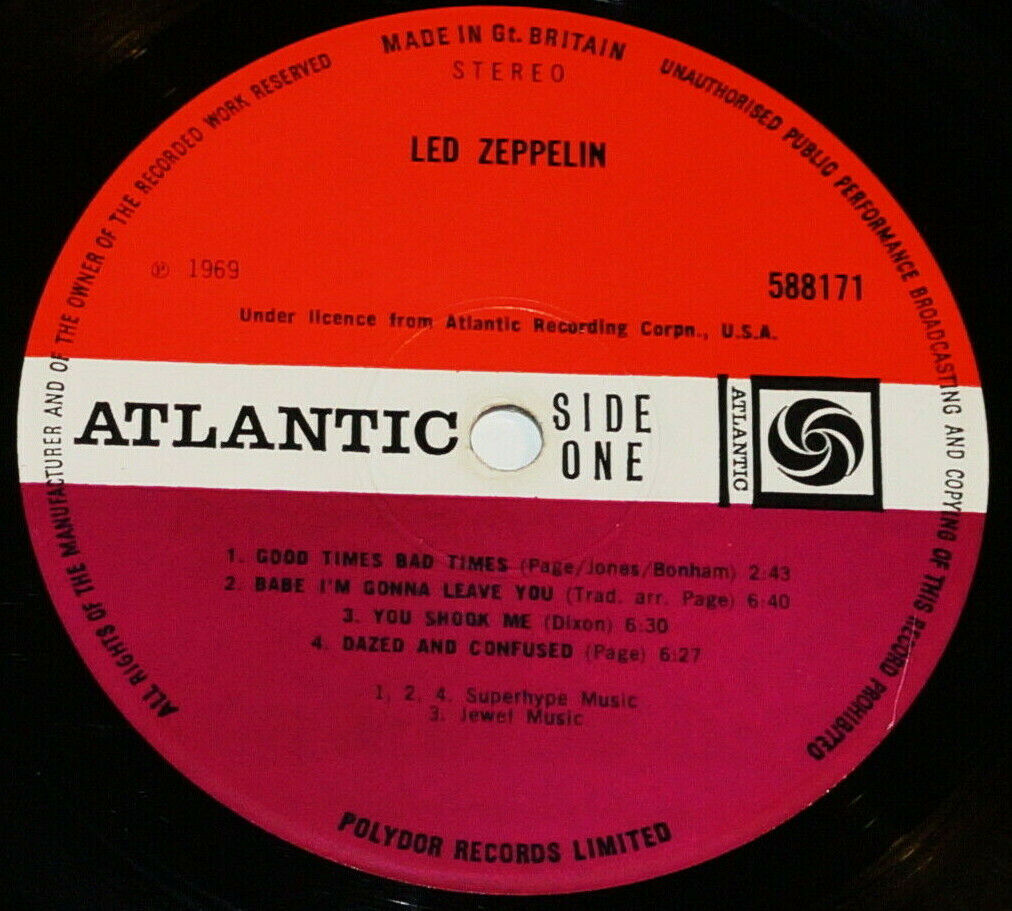 MADE IN Gt. BRITAIN
STEREO
UNAUTHORISED PUBLIC PERFORMANCE BROADCASTING AND COPYING OF THIS RECORD PROHIBITED
ALL RIGHTS OF THE MANUFACTURER AND OF THE OWNER OF THE RECORDED WORK RESERVED
LED ZEPPELIN
℗ 1969
588171
Under licence from Atlantic Recording Corpn., U.S.A.
ATLANTIC
SIDE
ONE
ATLANTIC
1. GOOD TIMES BAD TIMES (Page/Jones/Bonham) 2:43
2. BABE I'M GONNA LEAVE YOU (Trad. arr. Page) 6:40
3. YOU SHOOK ME (Dixon) 6:30
4. DAZED AND CONFUSED (Page) 6:27
1, 2, 4. Superhype Music
3. Jewel Music
POLYDOR RECORDS LIMITED